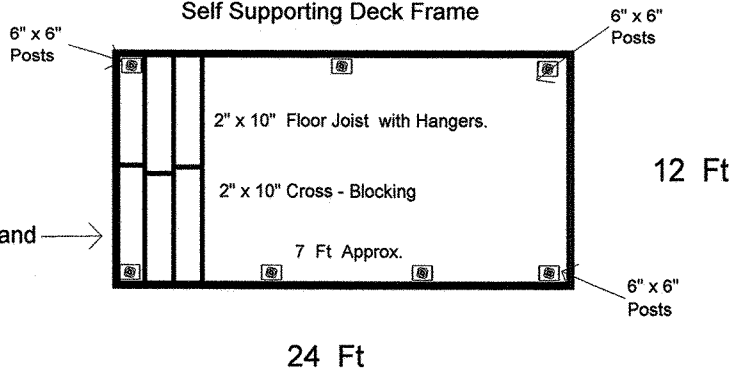 Self Supporting Deck Frame
6" x 6"
Posts
6" x 6"
Posts
2" x 10" Floor Joist with Hangers.
12 Ft
2" x 10" Cross - Blocking
and
7 Ft Approx.
6" x 6"
Posts
24 Ft